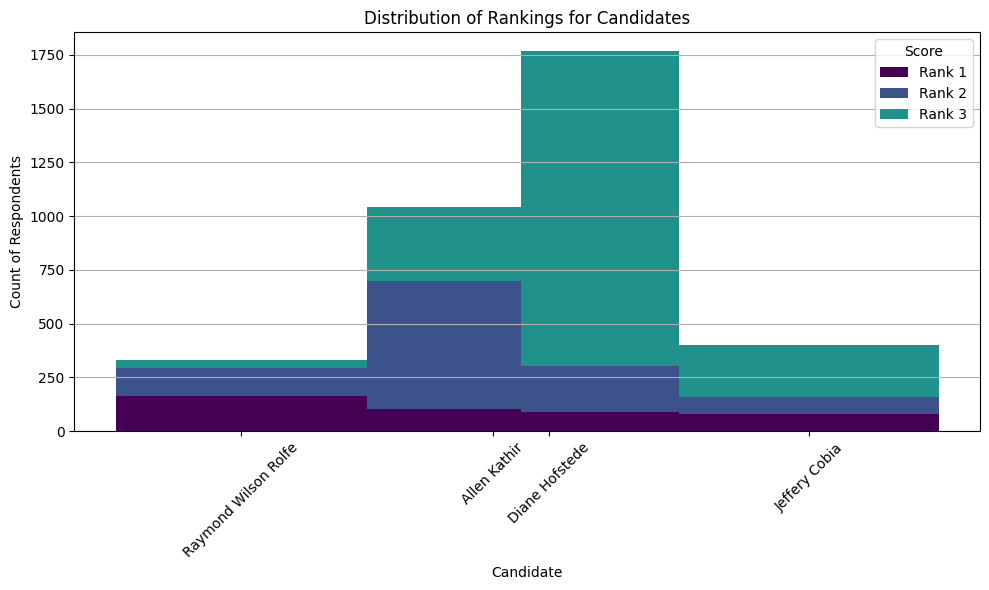 Distribution of Rankings for Candidates
Count of Respondents
1750
1500
1250
1000
750
500
250
0
Score
Rank 1
Rank 2
Rank 3
Raymond Wilson Rolfe
Allen Kathir
Diane Hofstede
Jeffery Cobia
Candidate